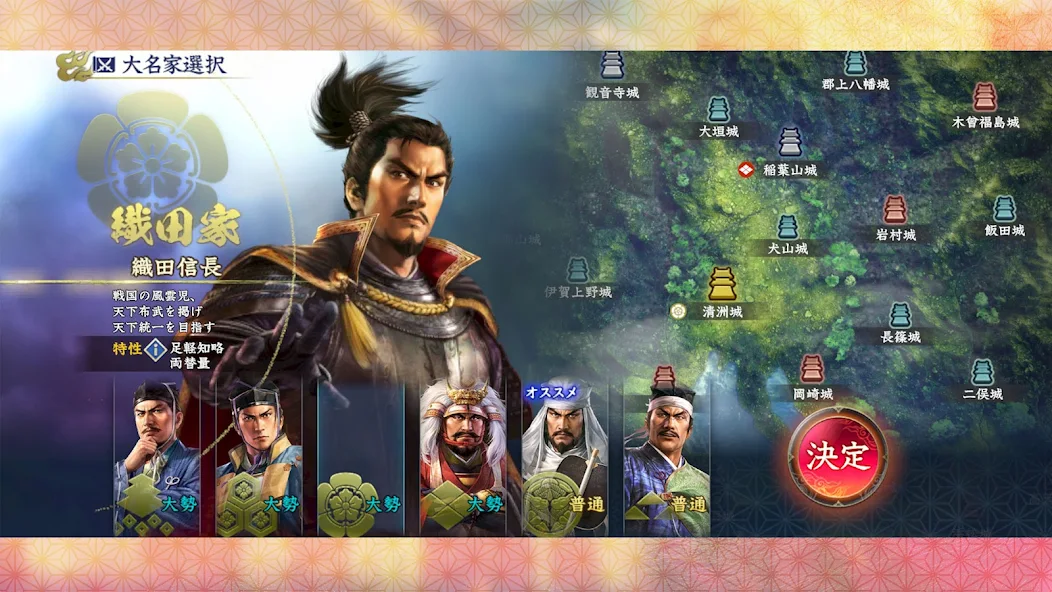 大名家選択
織田家
織田信長
戦国の風雲児、
天下布武を掲げ
天下統一を目指す
特性
足軽知略
両替量
大勢
大勢
大勢
大勢
オススメ
普通
普通
観音寺城
郡上八幡城
木曾福島城
大垣城
稲葉山城
岩村城
飯田城
犬山城
伊賀上野城
清洲城
長篠城
岡崎城
二俣城
決定